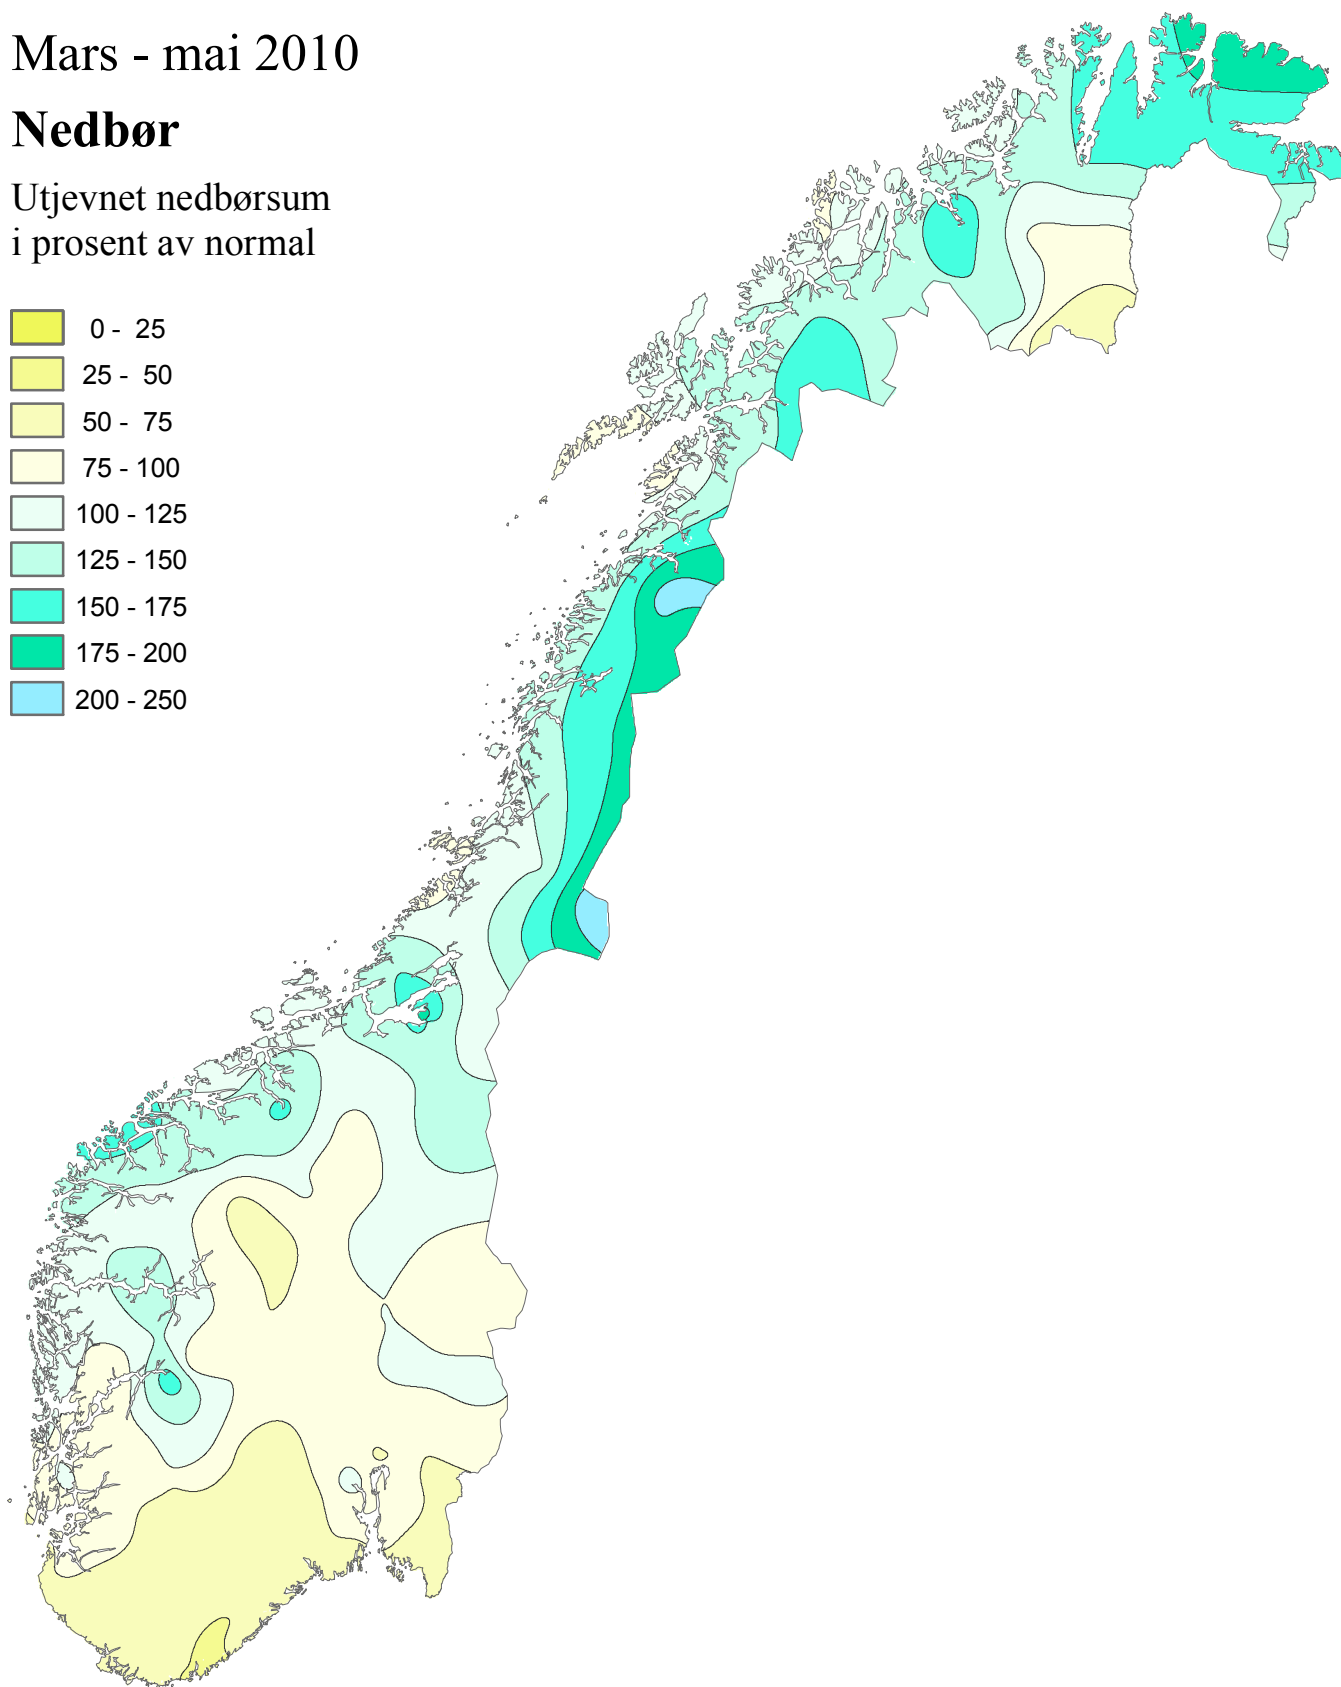 Mars - mai 2010
Nedbør
Utjevnet nedbørsum
i prosent av normal
0 - 25
25 - 50
50 - 75
75 - 100
100 - 125
125 - 150
150 - 175
175 - 200
200 - 250